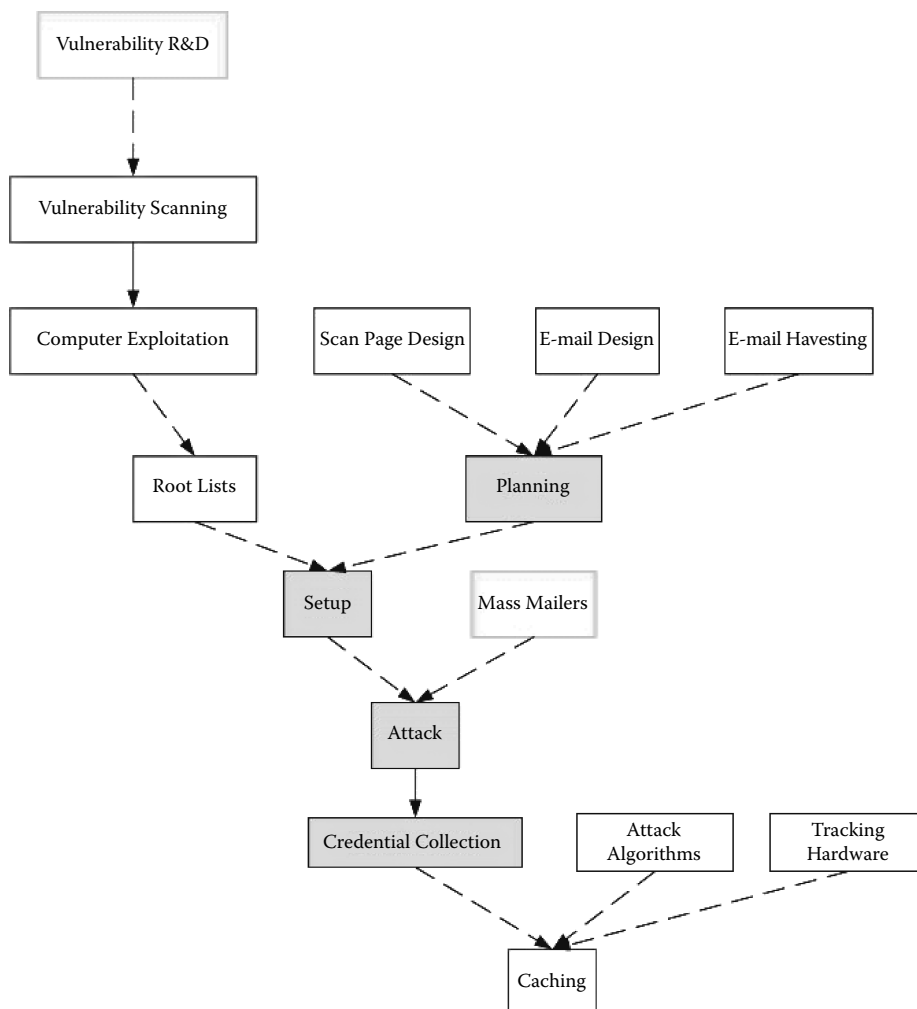 Vulnerability R&D
Vulnerability Scanning
Computer Exploitation
Scan Page Design
E-mail Design
E-mail Havesting
Root Lists
Planning
Setup
Mass Mailers
Attack
Credential Collection
Attack
Algorithms
Tracking
Hardware
Caching